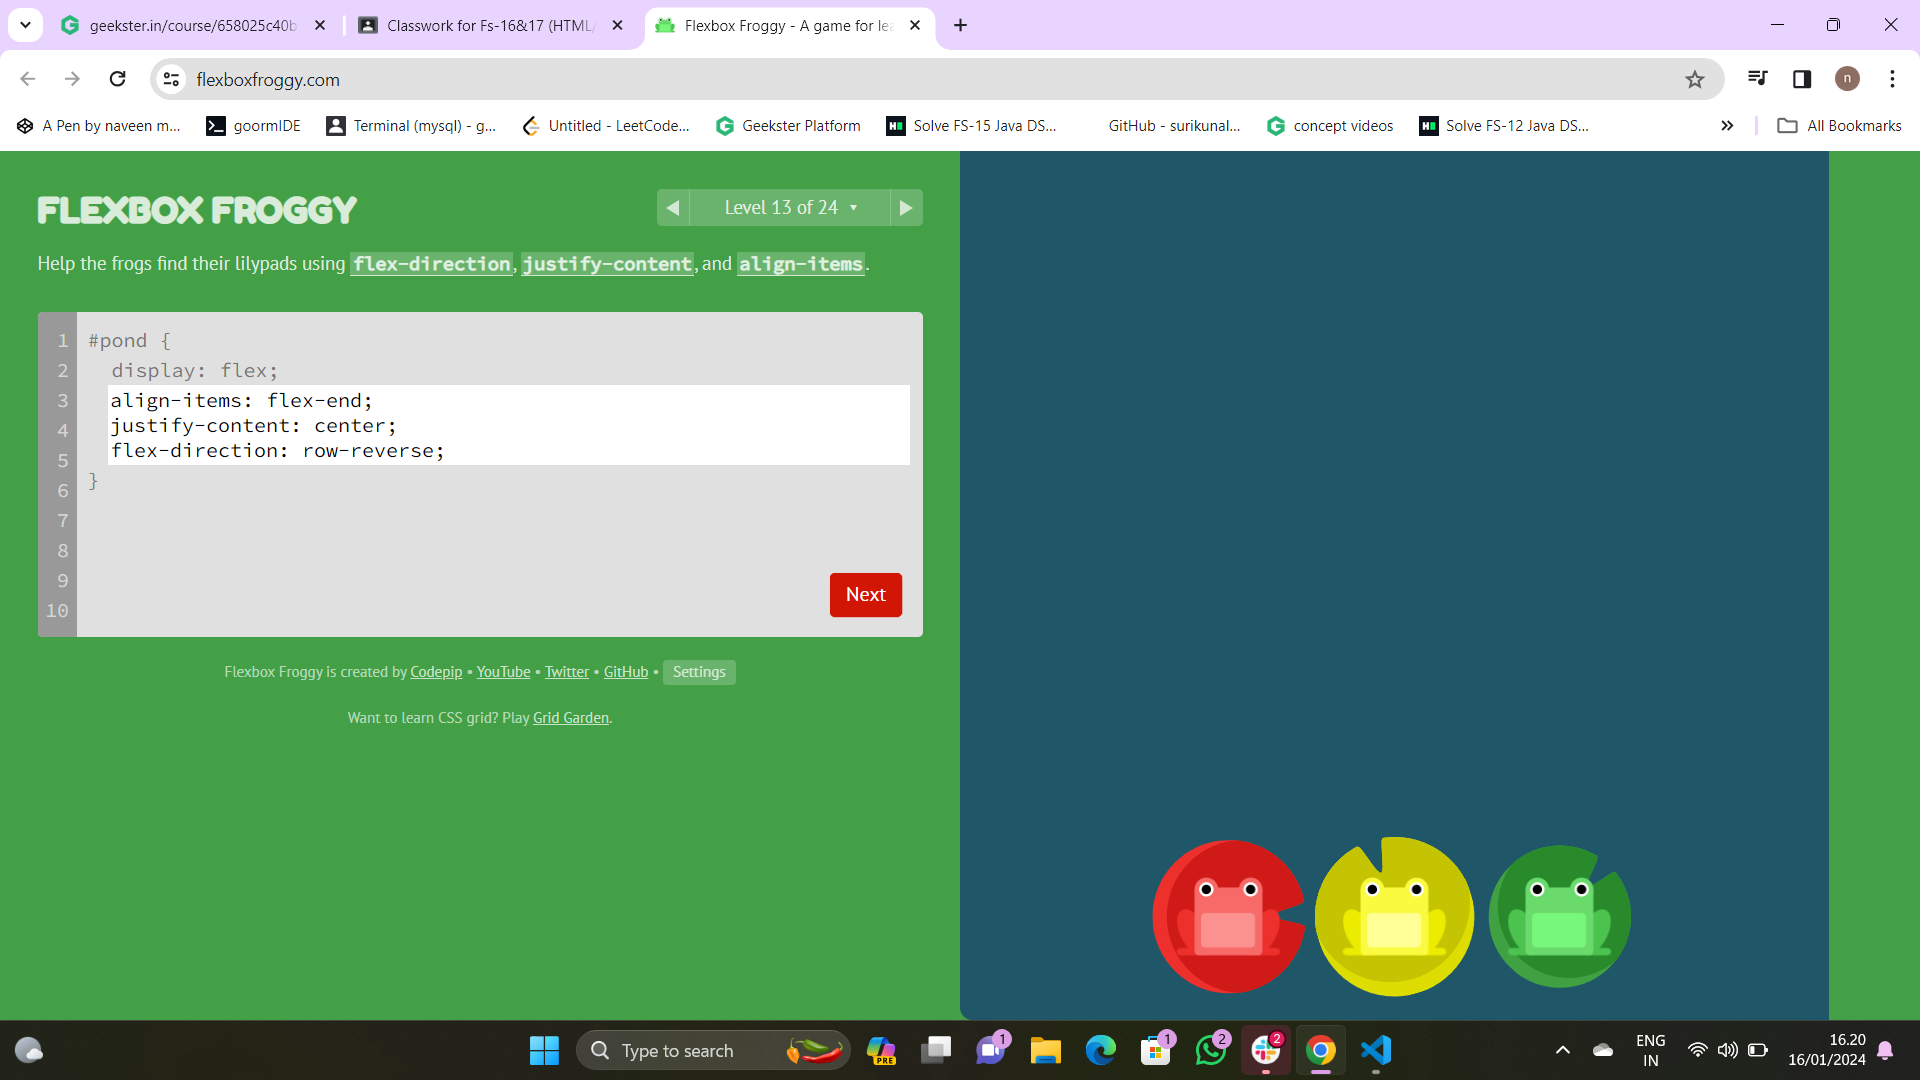 geekster.in/course/658025c40b
Classwork for Fs-16&17 (HTML/
Flexbox Froggy - A game for lea
flexboxfroggy.com
n
A Pen by naveen m...
goormIDE
Terminal (mysql) - g...
Untitled - LeetCode...
Geekster Platform
Solve FS-15 Java DS...
GitHub - surikunal...
concept videos
Solve FS-12 Java DS...
All Bookmarks
FLEXBOX FROGGY
Level 13 of 24
Help the frogs find their lilypads using flex-direction, justify-content, and align-items.
1 #pond {
2 display: flex;
3 align-items: flex-end;
4 justify-content: center;
5 flex-direction: row-reverse;
6 }
7
8
9
10
Next
Flexbox Froggy is created by Codepip • YouTube • Twitter • GitHub • Settings
Want to learn CSS grid? Play Grid Garden.
Type to search
PRE
1
1
2
2
ENG
IN
16.20
16/01/2024